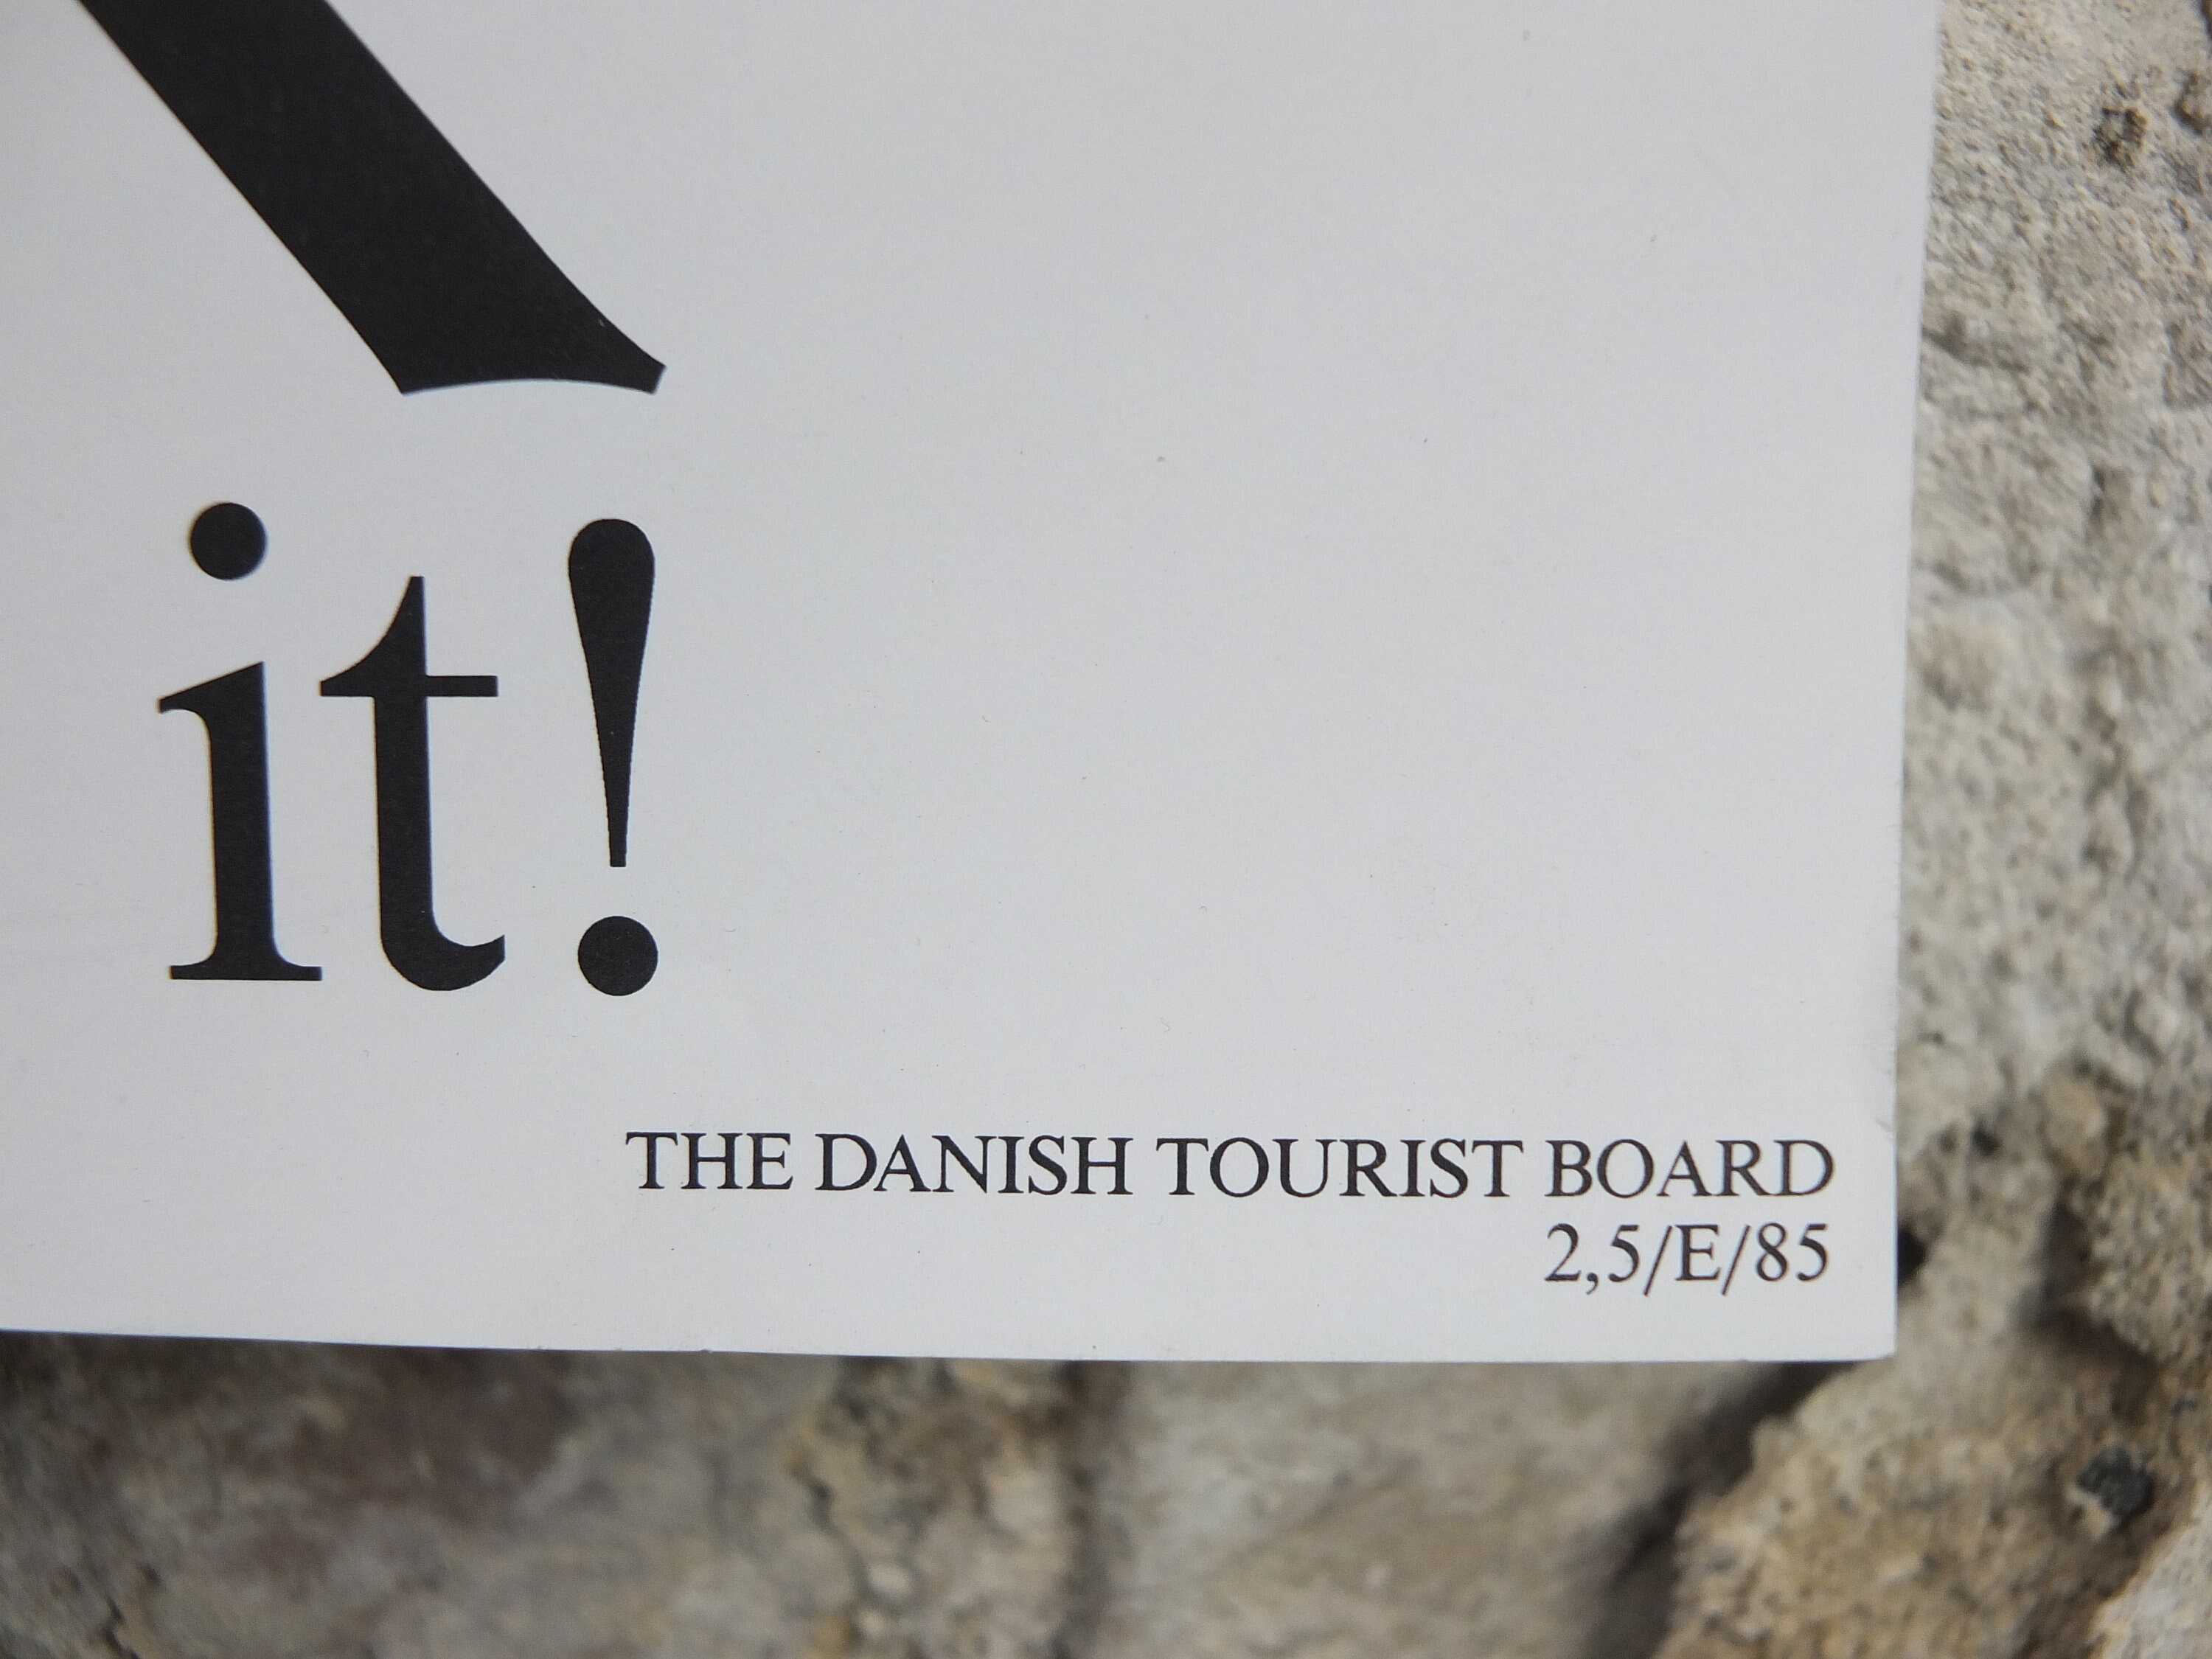 it!
THE DANISH TOURIST BOARD
2,5/E/85